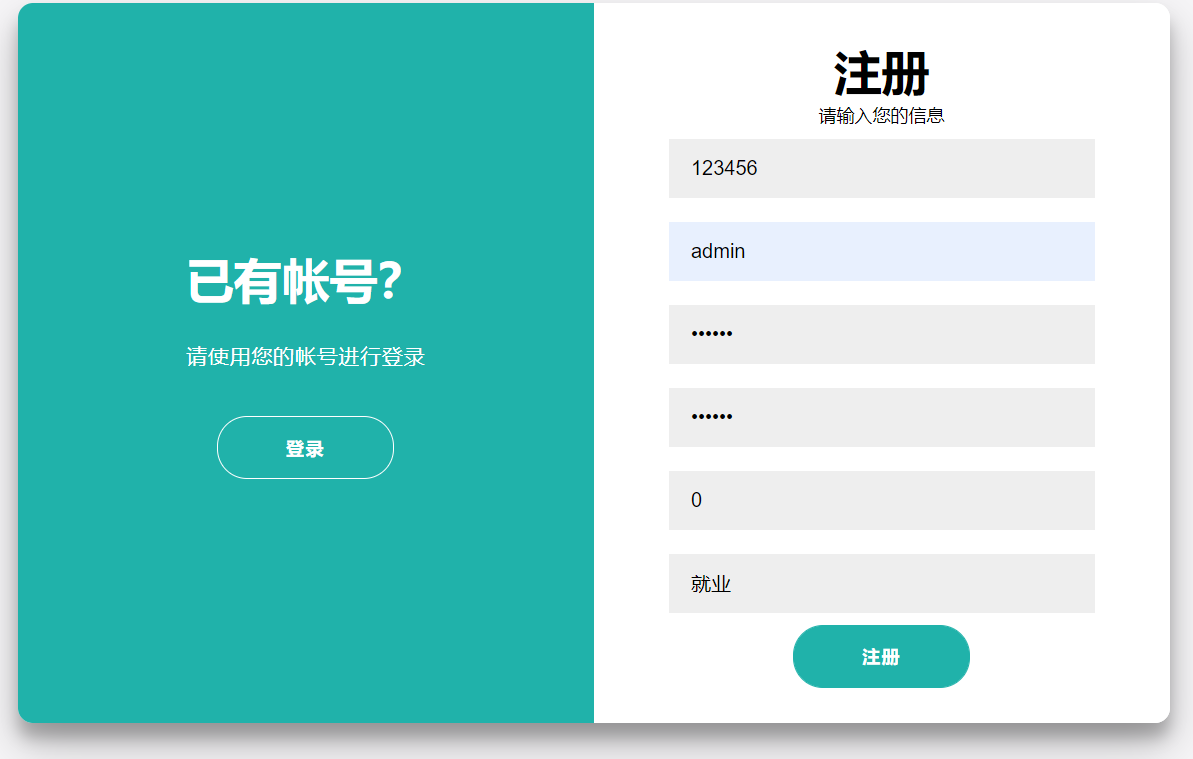 已有帐号?
请使用您的帐号进行登录
登录
注册
请输入您的信息
123456
admin
••••••
••••••
0
就业
注册